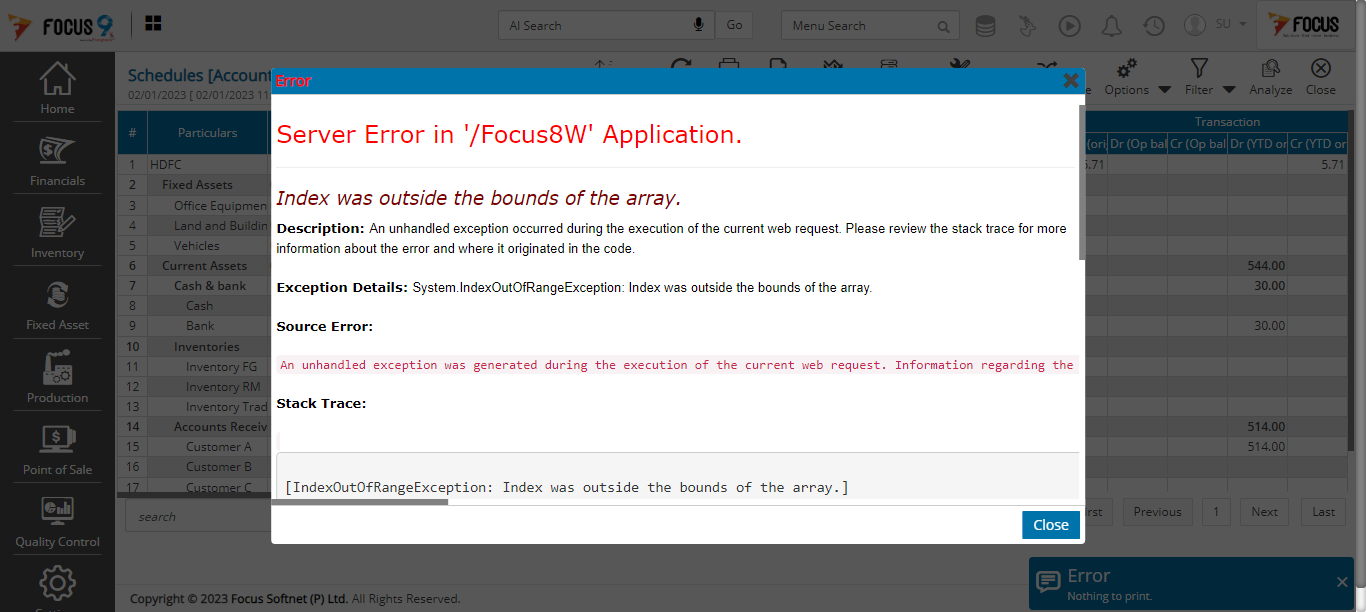 FOCUS 9
AI Search
Go
Menu Search
SU
FOCUS
Schedules [Account
02/01/2023 [ 02/01/2023 11
Options
Filter
Analyze
Close
Error
Server Error in '/Focus8W' Application.
Index was outside the bounds of the array.
Description: An unhandled exception occurred during the execution of the current web request. Please review the stack trace for more
information about the error and where it originated in the code.
Exception Details: System.IndexOutOfRangeException: Index was outside the bounds of the array.
Source Error:
An unhandled exception was generated during the execution of the current web request. Information regarding the
Stack Trace:
[IndexOutOfRangeException: Index was outside the bounds of the array.]
Close
Home
Financials
Inventory
Fixed Asset
Production
Point of Sale
Quality Control
# Particulars
Transaction
(ori Dr (Op bal Cr (Op bal Dr (YTD or Cr (YTD or
1 HDFC 5.71 5.71
2 Fixed Assets
3 Office Equipmen
4 Land and Buildin
5 Vehicles
6 Current Assets 544.00
7 Cash & bank 30.00
8 Cash
9 Bank 30.00
10 Inventories
11 Inventory FG
12 Inventory RM
13 Inventory Trad
14 Accounts Receiv 514.00
15 Customer A 514.00
16 Customer B
17 Customer C
search
rst
Previous
1
Next
Last
Error
Nothing to print.
Copyright © 2023 Focus Softnet (P) Ltd. All Rights Reserved.